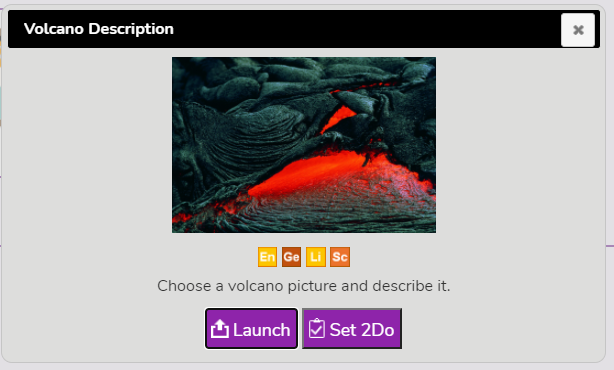 Volcano Description
En Ge Li Sc
Choose a volcano picture and describe it.
Launch Set 2Do